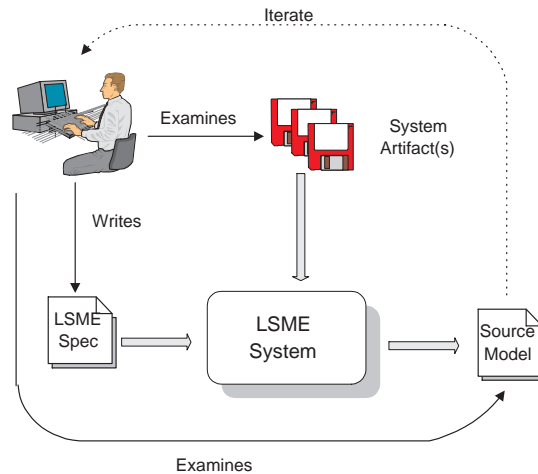 Iterate
Examines
System
Artifact(s)
Writes
LSME
Spec
LSME
System
Source
Model
Examines